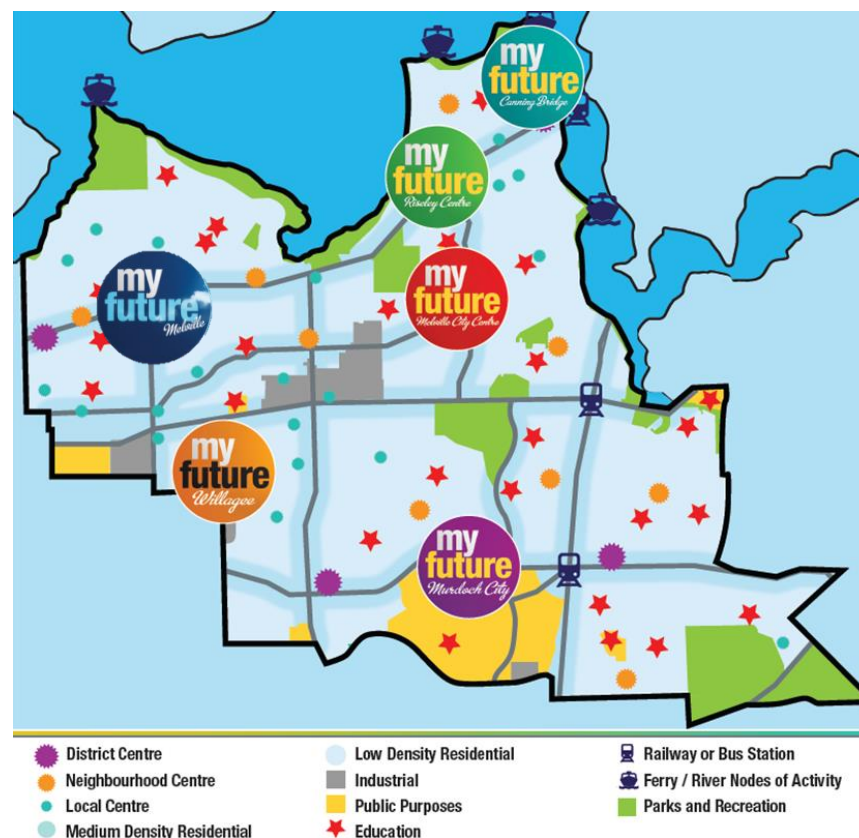 my
future
Canning Bridge
my
future
Riseley Centre
my
future
Melville
my
future
Melville City Centre
my
future
Willagee
my
future
Murdoch City
District Centre
Neighbourhood Centre
Local Centre
Medium Density Residential
Low Density Residential
Industrial
Public Purposes
Education
Railway or Bus Station
Ferry / River Nodes of Activity
Parks and Recreation